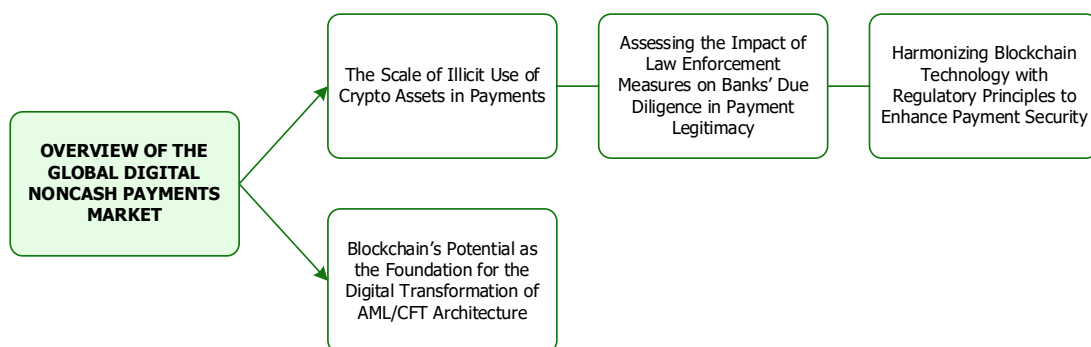 OVERVIEW OF THE
GLOBAL DIGITAL
NONCASH PAYMENTS
MARKET
The Scale of Illicit Use of
Crypto Assets in Payments
Assessing the Impact of
Law Enforcement
Measures on Banks’ Due
Diligence in Payment
Legitimacy
Harmonizing Blockchain
Technology with
Regulatory Principles to
Enhance Payment Security
Blockchain’s Potential as
the Foundation for the
Digital Transformation of
AML/CFT Architecture